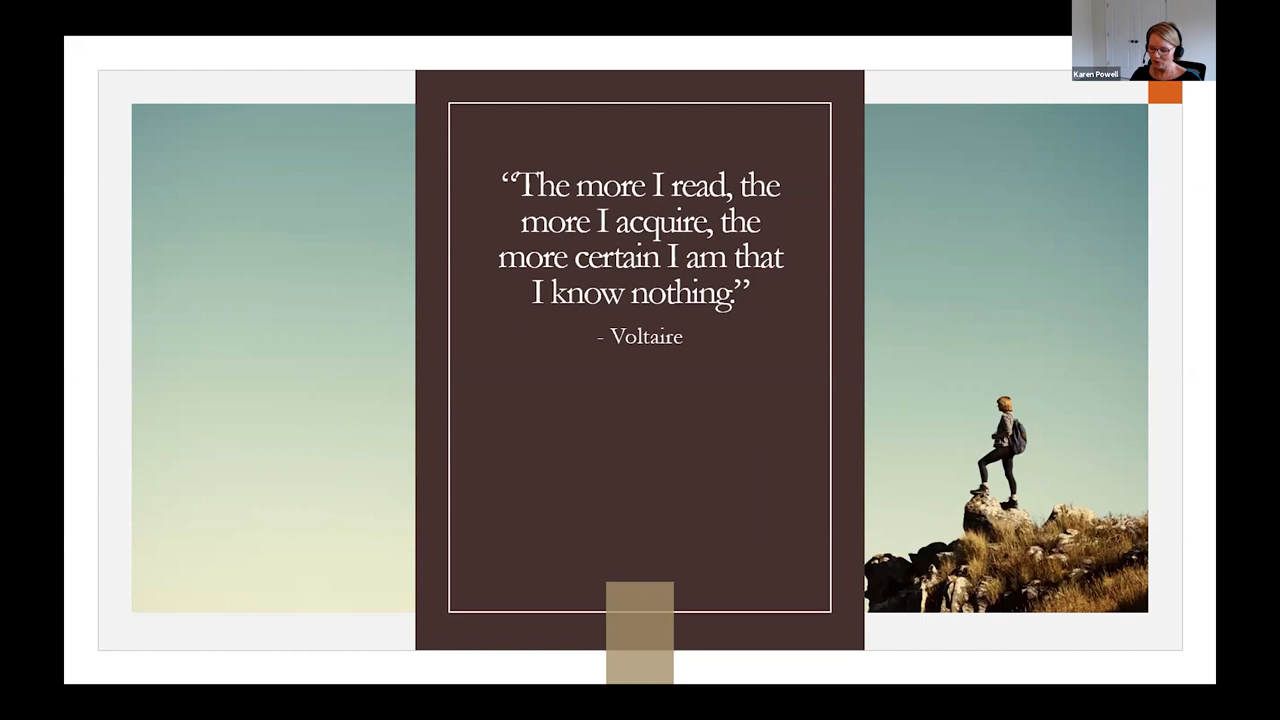 Karen Powell
“The more I read, the
more I acquire, the
more certain I am that
I know nothing.”
- Voltaire